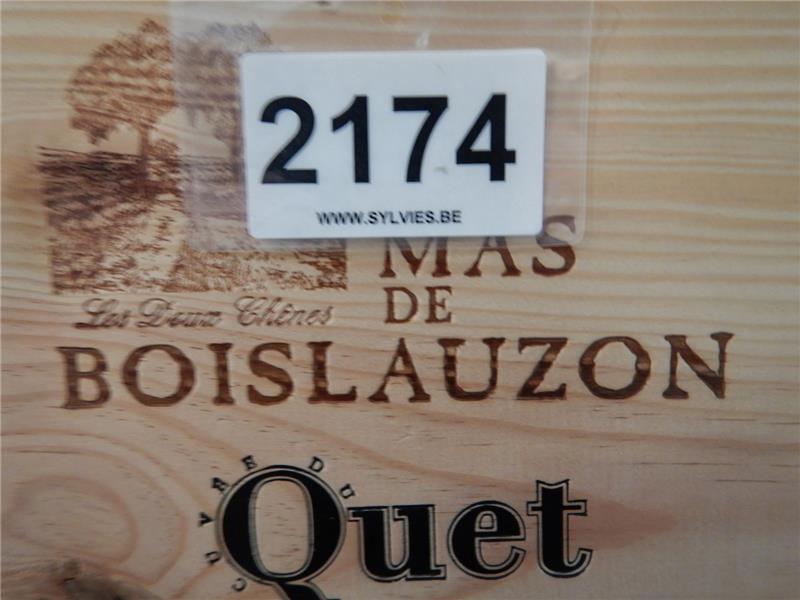 2174
WWW.SYLVIES.BE
MAS
DE
Les Deux Chênes
BOISLAUZON
CUVÉE DU
Quet